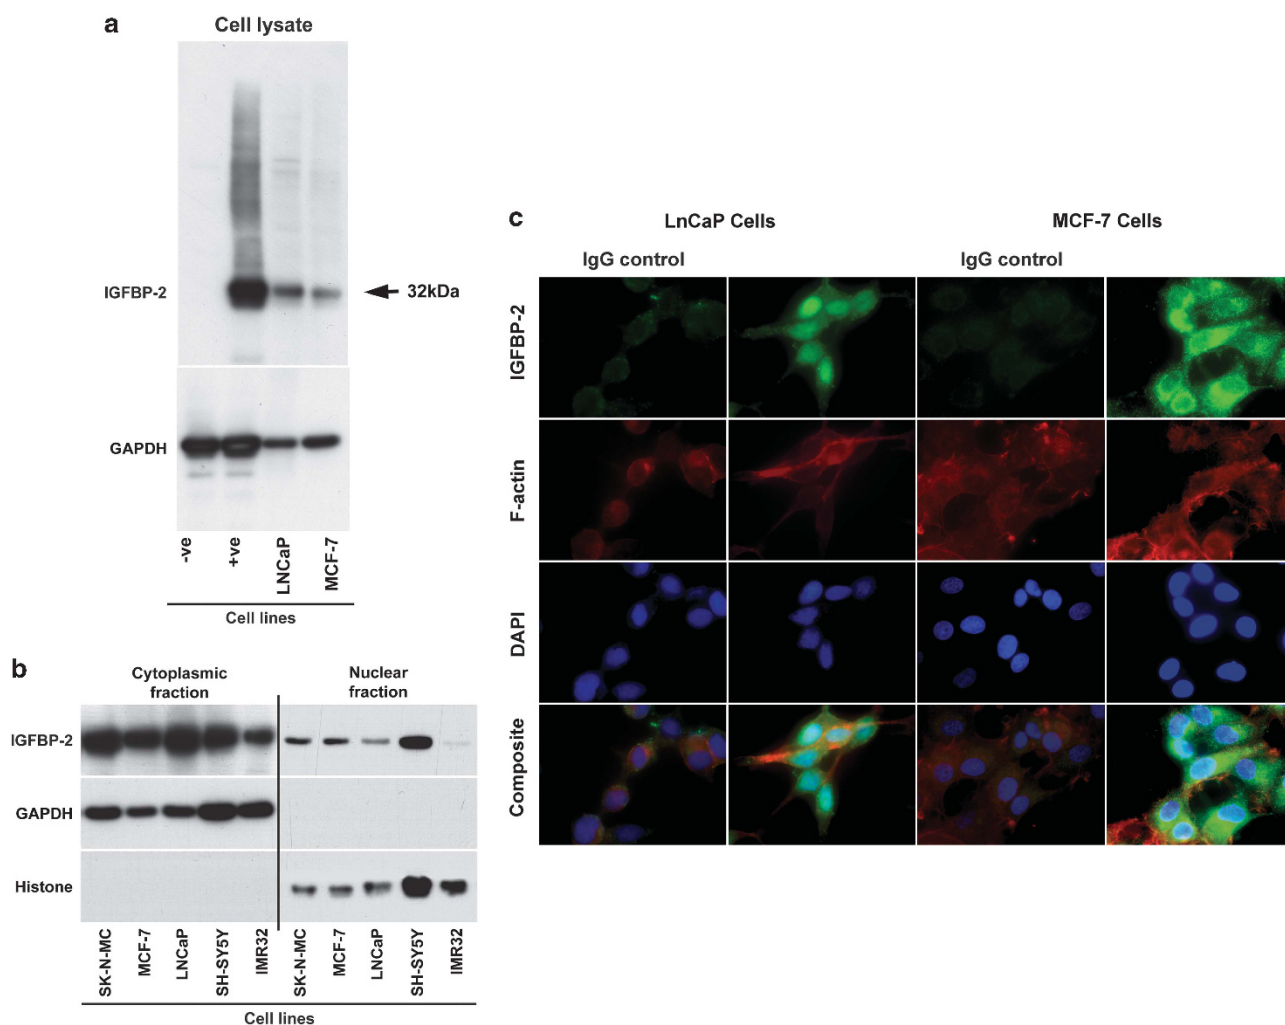 a
Cell lysate
IGFBP-2
32kDa
GAPDH
-ve
+ve
LNCaP
MCF-7
Cell lines
b
Cytoplasmic
fraction
Nuclear
fraction
IGFBP-2
GAPDH
Histone
SK-N-MC
MCF-7
LNCaP
SH-SY5Y
IMR32
SK-N-MC
MCF-7
LNCaP
SH-SY5Y
IMR32
Cell lines
c
LnCaP Cells
MCF-7 Cells
IgG control
IgG control
IGFBP-2
F-actin
DAPI
Composite